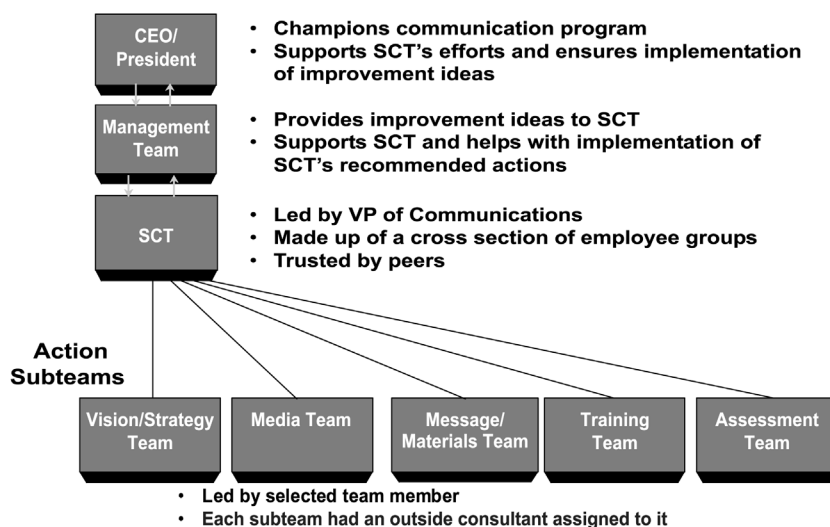 CEO/
President
• Champions communication program
• Supports SCT's efforts and ensures implementation
of improvement ideas
Management
Team
• Provides improvement ideas to SCT
• Supports SCT and helps with implementation of
SCT's recommended actions
SCT
• Led by VP of Communications
• Made up of a cross section of employee groups
• Trusted by peers
Action
Subteams
Vision/Strategy
Team
Media Team
Message/
Materials Team
Training
Team
Assessment
Team
• Led by selected team member
• Each subteam had an outside consultant assigned to it